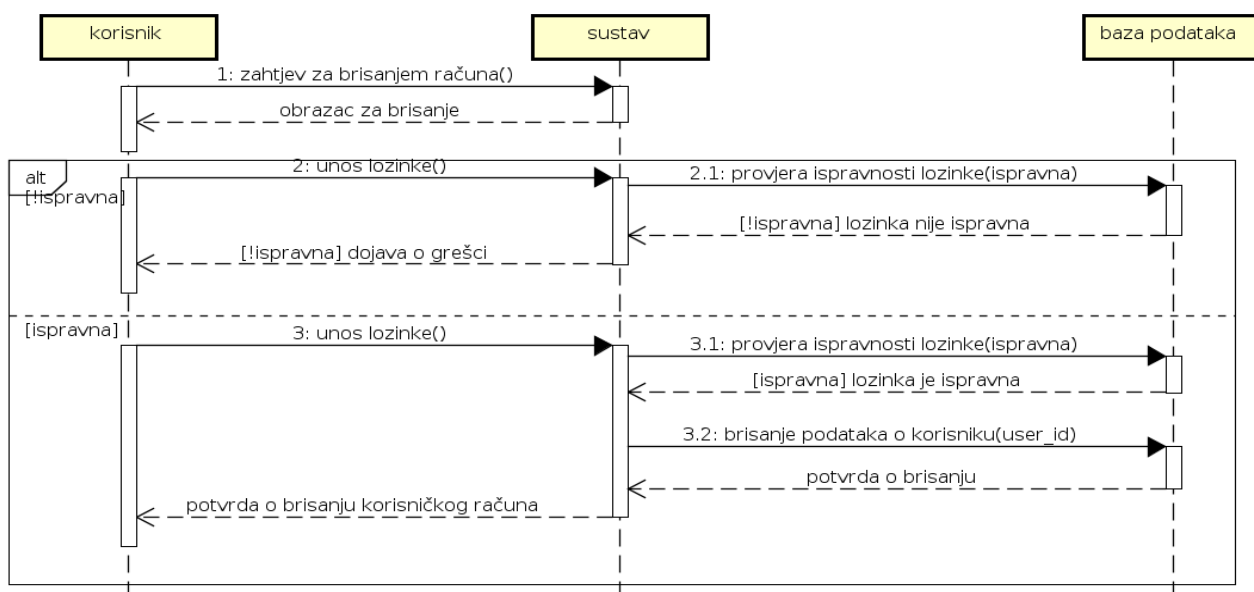 korisnik
sustav
baza podataka
1: zahtjev za brisanjem računa()
obrazac za brisanje
alt
[!ispravna]
2: unos lozinke()
2.1: provjera ispravnosti lozinke(ispravna)
[!ispravna] lozinka nije ispravna
[!ispravna] dojava o grešci
[ispravna]
3: unos lozinke()
3.1: provjera ispravnosti lozinke(ispravna)
[ispravna] lozinka je ispravna
3.2: brisanje podataka o korisniku(user_id)
potvrda o brisanju
potvrda o brisanju korisničkog računa